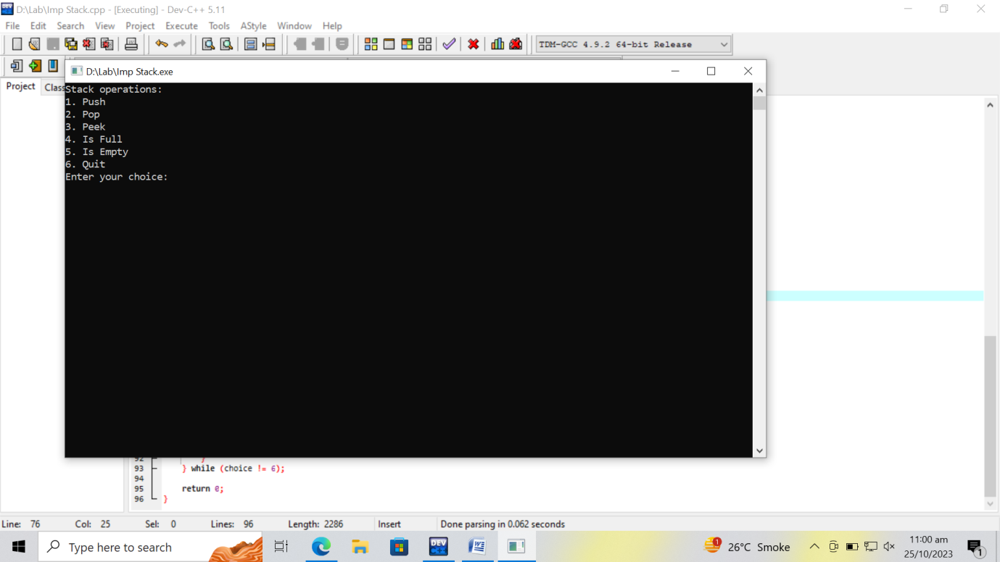 D:\Lab\Imp Stack.cpp - [Executing] - Dev-C++ 5.11
File Edit Search View Project Execute Tools AStyle Window Help
TDM-GCC 4.9.2 64-bit Release
D:\Lab\Imp Stack.exe
Project
Stack operations:
1. Push
2. Pop
3. Peek
4. Is Full
5. Is Empty
6. Quit
Enter your choice:
92 }
93 } while (choice != 6);
94
95 return 0;
96 }
Line: 76 Col: 25 Sel: 0 Lines: 96 Length: 2286 Insert Done parsing in 0.062 seconds
Type here to search
DEV
1
26°C Smoke
11:00 am
25/10/2023
1